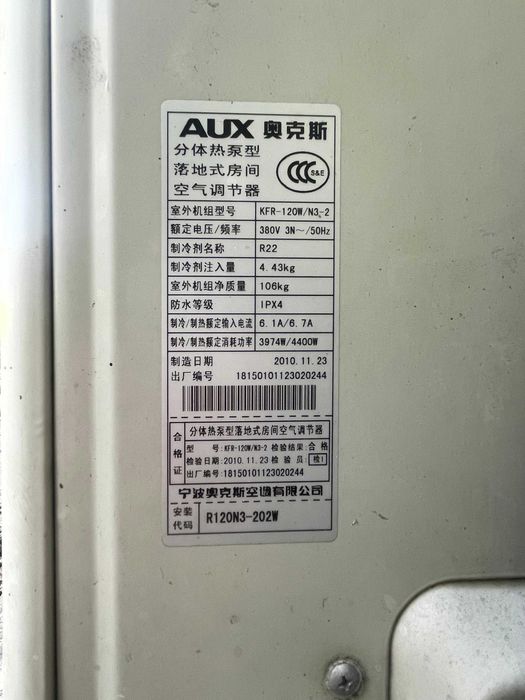 AUX 奥克斯
分体热泵型
落地式房间
空气调节器
CCC S&E
室外机组型号 KFR-120W/N3-2
额定电压/频率 380V 3N～/50Hz
制冷剂名称 R22
制冷剂注入量 4.43kg
室外机组净质量 106kg
防水等级 IPX4
制冷/制热额定输入电流 6.1A/6.7A
制冷/制热额定消耗功率 3974W/4400W
制造日期 2010.11.23
出厂编号 18150101123020244
合格证
分体热泵型落地式房间空气调节器
型号:KFR-120W/N3-2 检验结果:合格
检验日期:2010.11.23 检验员:检1
出厂编号:18150101123020244
宁波奥克斯空调有限公司
安装代码 R120N3-202W